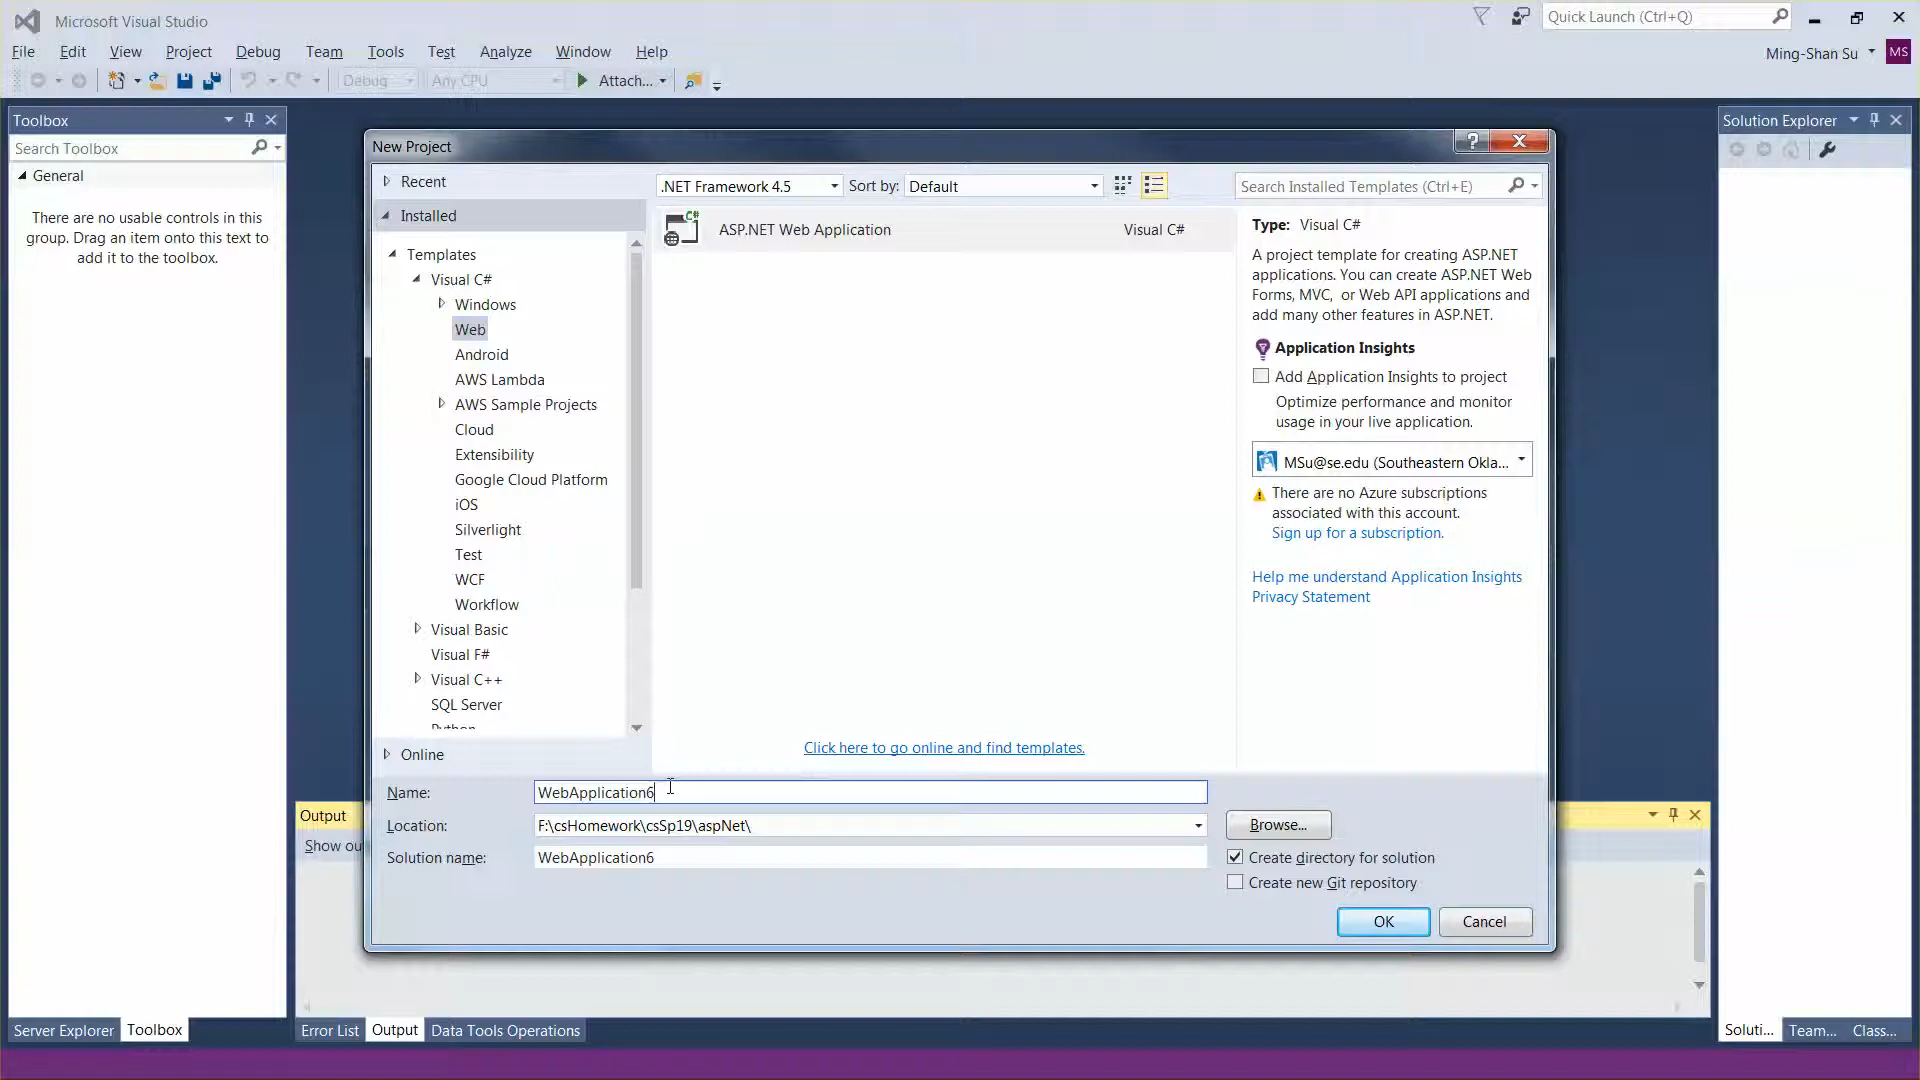 Microsoft Visual Studio
Quick Launch (Ctrl+Q)
File Edit View Project Debug Team Tools Test Analyze Window Help
Ming-Shan Su MS
Debug Any CPU Attach...
Toolbox
Search Toolbox
General
There are no usable controls in this
group. Drag an item onto this text to
add it to the toolbox.
New Project
Recent
Installed
Templates
Visual C#
Windows
Web
Android
AWS Lambda
AWS Sample Projects
Cloud
Extensibility
Google Cloud Platform
iOS
Silverlight
Test
WCF
Workflow
Visual Basic
Visual F#
Visual C++
SQL Server
Python
Online
.NET Framework 4.5 Sort by: Default
Search Installed Templates (Ctrl+E)
C# ASP.NET Web Application Visual C#
Click here to go online and find templates.
Type: Visual C#
A project template for creating ASP.NET
applications. You can create ASP.NET Web
Forms, MVC, or Web API applications and
add many other features in ASP.NET.
Application Insights
Add Application Insights to project
Optimize performance and monitor
usage in your live application.
MSu@se.edu (Southeastern Okla...
There are no Azure subscriptions
associated with this account.
Sign up for a subscription.
Help me understand Application Insights
Privacy Statement
Name: WebApplication6
Location: F:\csHomework\csSp19\aspNet\
Browse...
Solution name: WebApplication6
Create directory for solution
Create new Git repository
OK Cancel
Output
Show ou
Solution Explorer
Server Explorer Toolbox
Error List Output Data Tools Operations
Soluti... Team... Class...